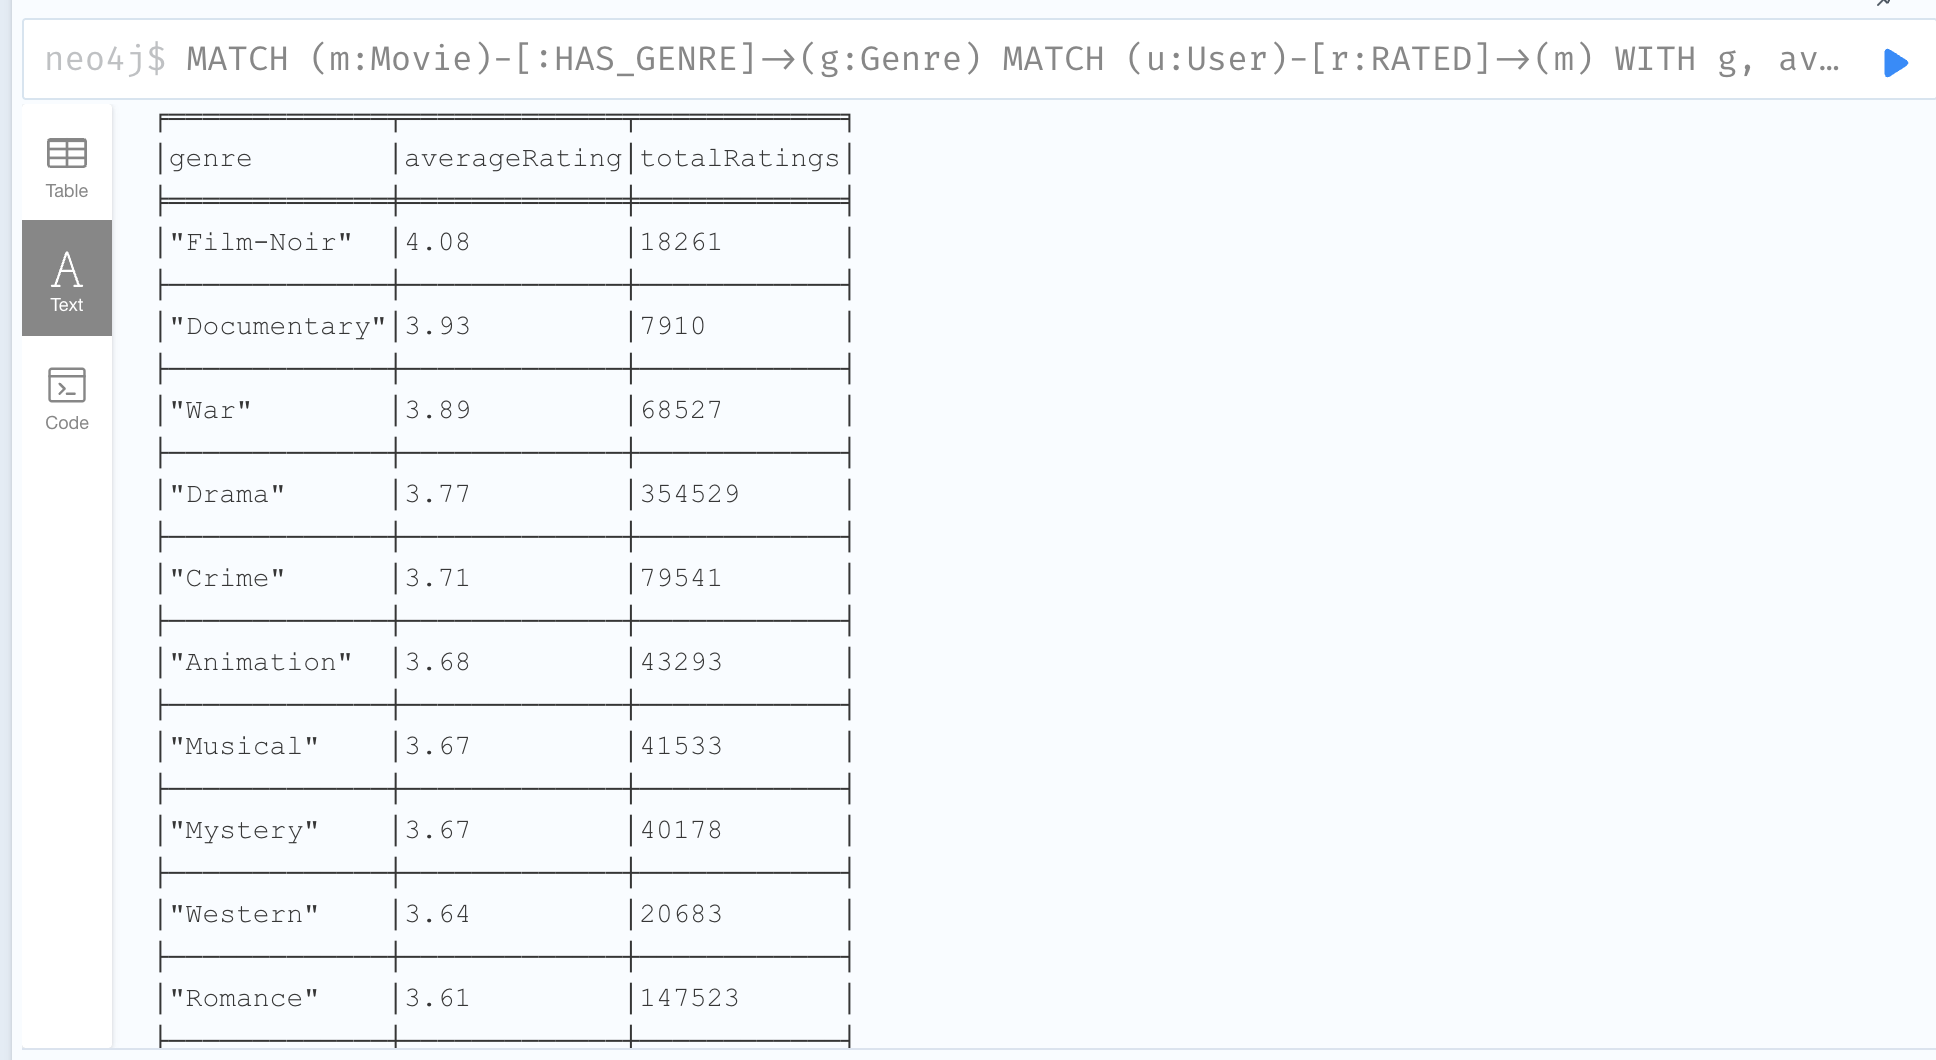 neo4j$ MATCH (m:Movie)-[:HAS_GENRE]→(g:Genre) MATCH (u:User)-[r:RATED]→(m) WITH g, av…
Table
Text
Code
genre averageRating totalRatings
"Film-Noir" 4.08 18261
"Documentary" 3.93 7910
"War" 3.89 68527
"Drama" 3.77 354529
"Crime" 3.71 79541
"Animation" 3.68 43293
"Musical" 3.67 41533
"Mystery" 3.67 40178
"Western" 3.64 20683
"Romance" 3.61 147523